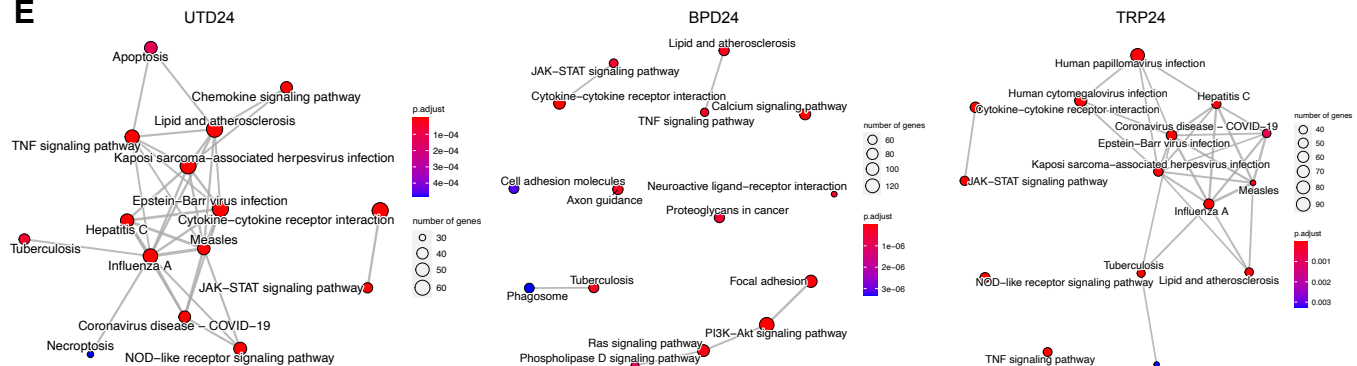 E
UTD24
Apoptosis
Chemokine signaling pathway
Lipid and atherosclerosis
TNF signaling pathway
Kaposi sarcoma−associated herpesvirus infection
Epstein−Barr virus infection
Hepatitis C
Cytokine−cytokine receptor interaction
Tuberculosis
Measles
Influenza A
JAK−STAT signaling pathway
Coronavirus disease − COVID−19
Necroptosis
NOD−like receptor signaling pathway
p.adjust
1e−04
2e−04
3e−04
4e−04
number of genes
30
40
50
60
BPD24
Lipid and atherosclerosis
JAK−STAT signaling pathway
Cytokine−cytokine receptor interaction
Calcium signaling pathway
TNF signaling pathway
Cell adhesion molecules
Axon guidance
Neuroactive ligand−receptor interaction
Proteoglycans in cancer
Tuberculosis
Phagosome
Focal adhesion
PI3K−Akt signaling pathway
Ras signaling pathway
Phospholipase D signaling pathway
number of genes
60
80
100
120
p.adjust
1e−06
2e−06
3e−06
TRP24
Human papillomavirus infection
Human cytomegalovirus infection
Hepatitis C
Cytokine−cytokine receptor interaction
Coronavirus disease − COVID−19
Epstein−Barr virus infection
Kaposi sarcoma−associated herpesvirus infection
JAK−STAT signaling pathway
Measles
Influenza A
Tuberculosis
NOD−like receptor signaling pathway
Lipid and atherosclerosis
TNF signaling pathway
number of genes
40
50
60
70
80
90
p.adjust
0.001
0.002
0.003